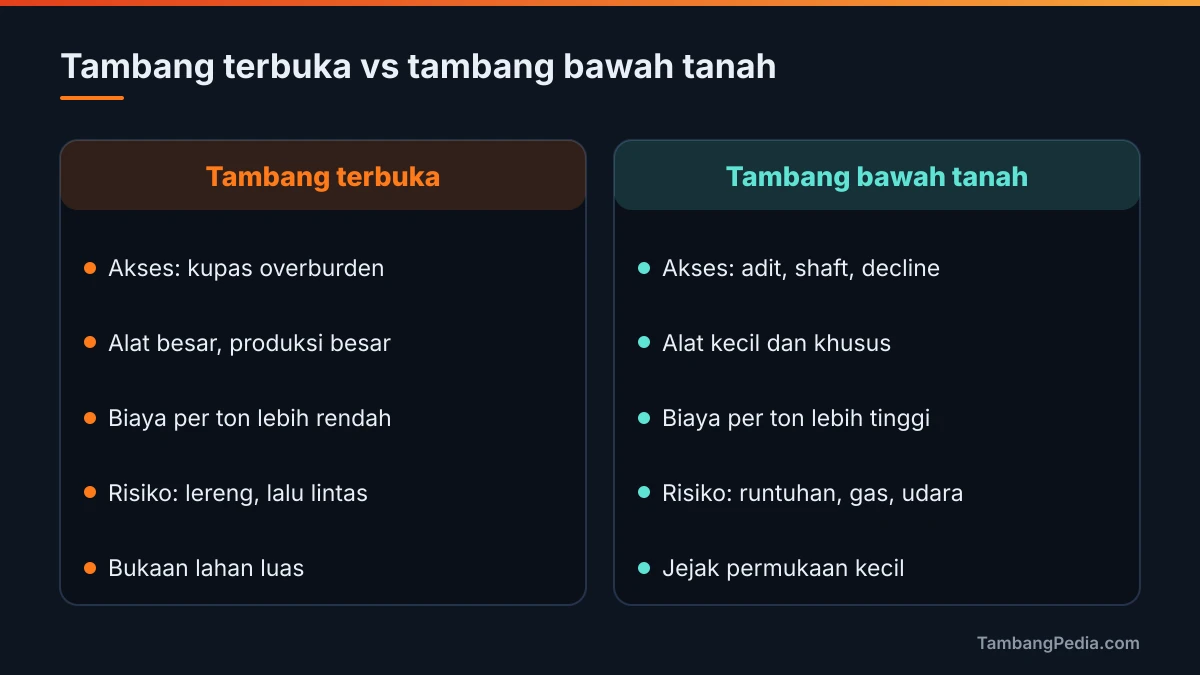 Tambang terbuka vs tambang bawah tanah
Tambang terbuka
Akses: kupas overburden
Alat besar, produksi besar
Biaya per ton lebih rendah
Risiko: lereng, lalu lintas
Bukaan lahan luas
Tambang bawah tanah
Akses: adit, shaft, decline
Alat kecil dan khusus
Biaya per ton lebih tinggi
Risiko: runtuhan, gas, udara
Jejak permukaan kecil
TambangPedia.com